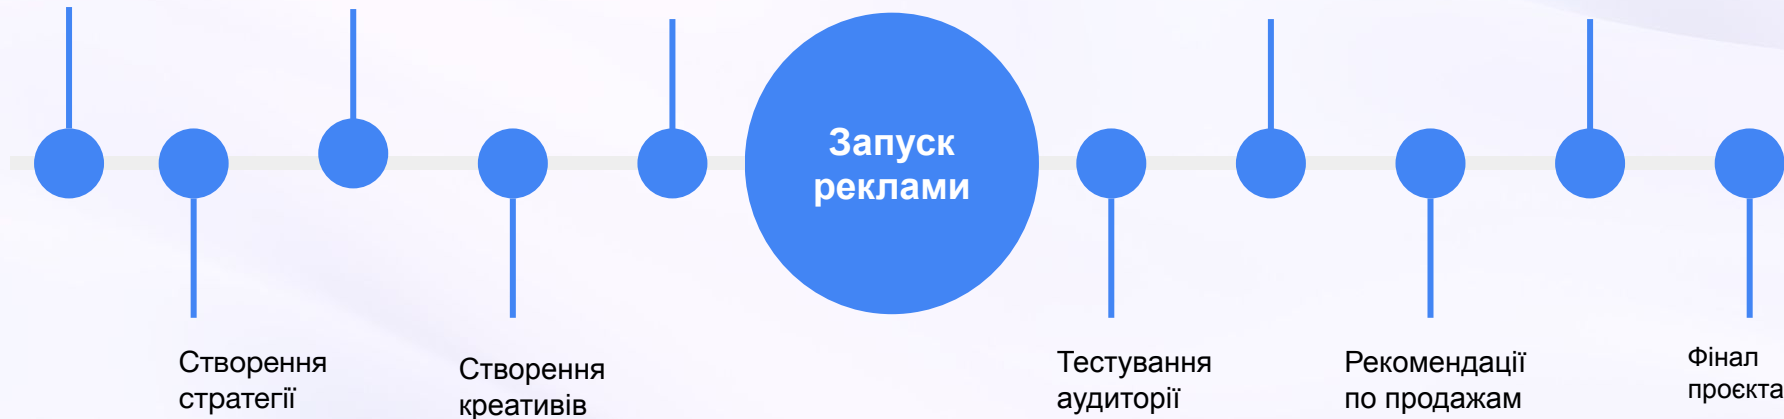 Запуск
реклами
Створення
стратегії
Створення
креативів
Тестування
аудиторії
Рекомендації
по продажам
Фінал
проєкта